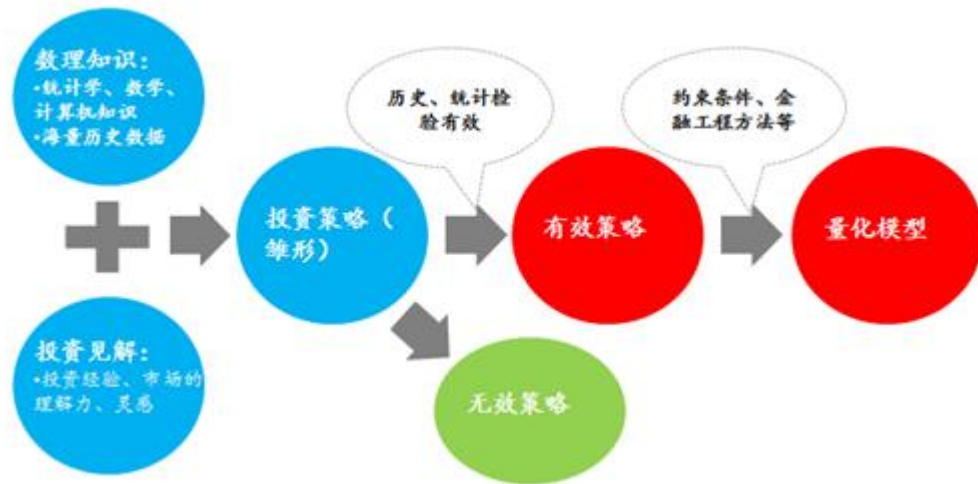 数理知识：
•统计学、数学、
计算机知识
•海量历史数据
历史、统计检
验有效
约束条件、金
融工程方法等
投资策略（
雏形）
有效策略
量化模型
投资见解：
•投资经验、市场的
理解力、灵感
无效策略